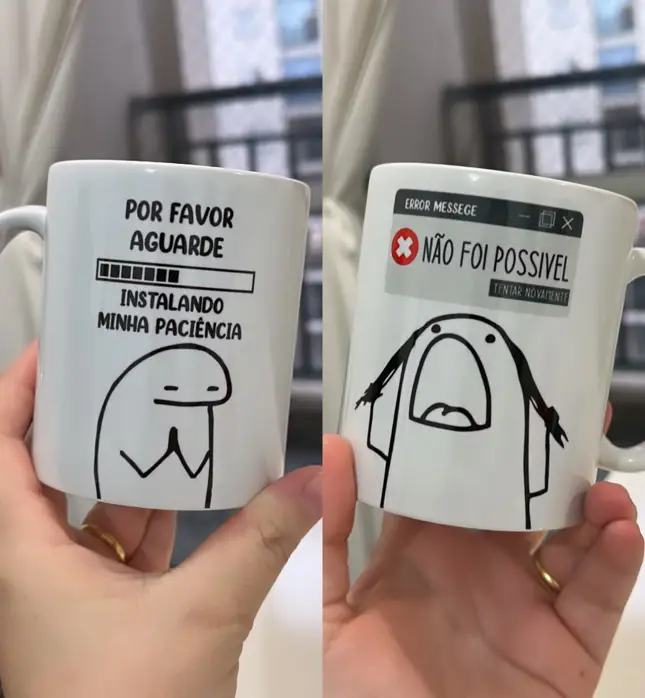 POR FAVOR
AGUARDE
INSTALANDO
MINHA PACIÊNCIA
ERROR MESSEGE
NÃO FOI POSSIVEL
TENTAR NOVAMENTE